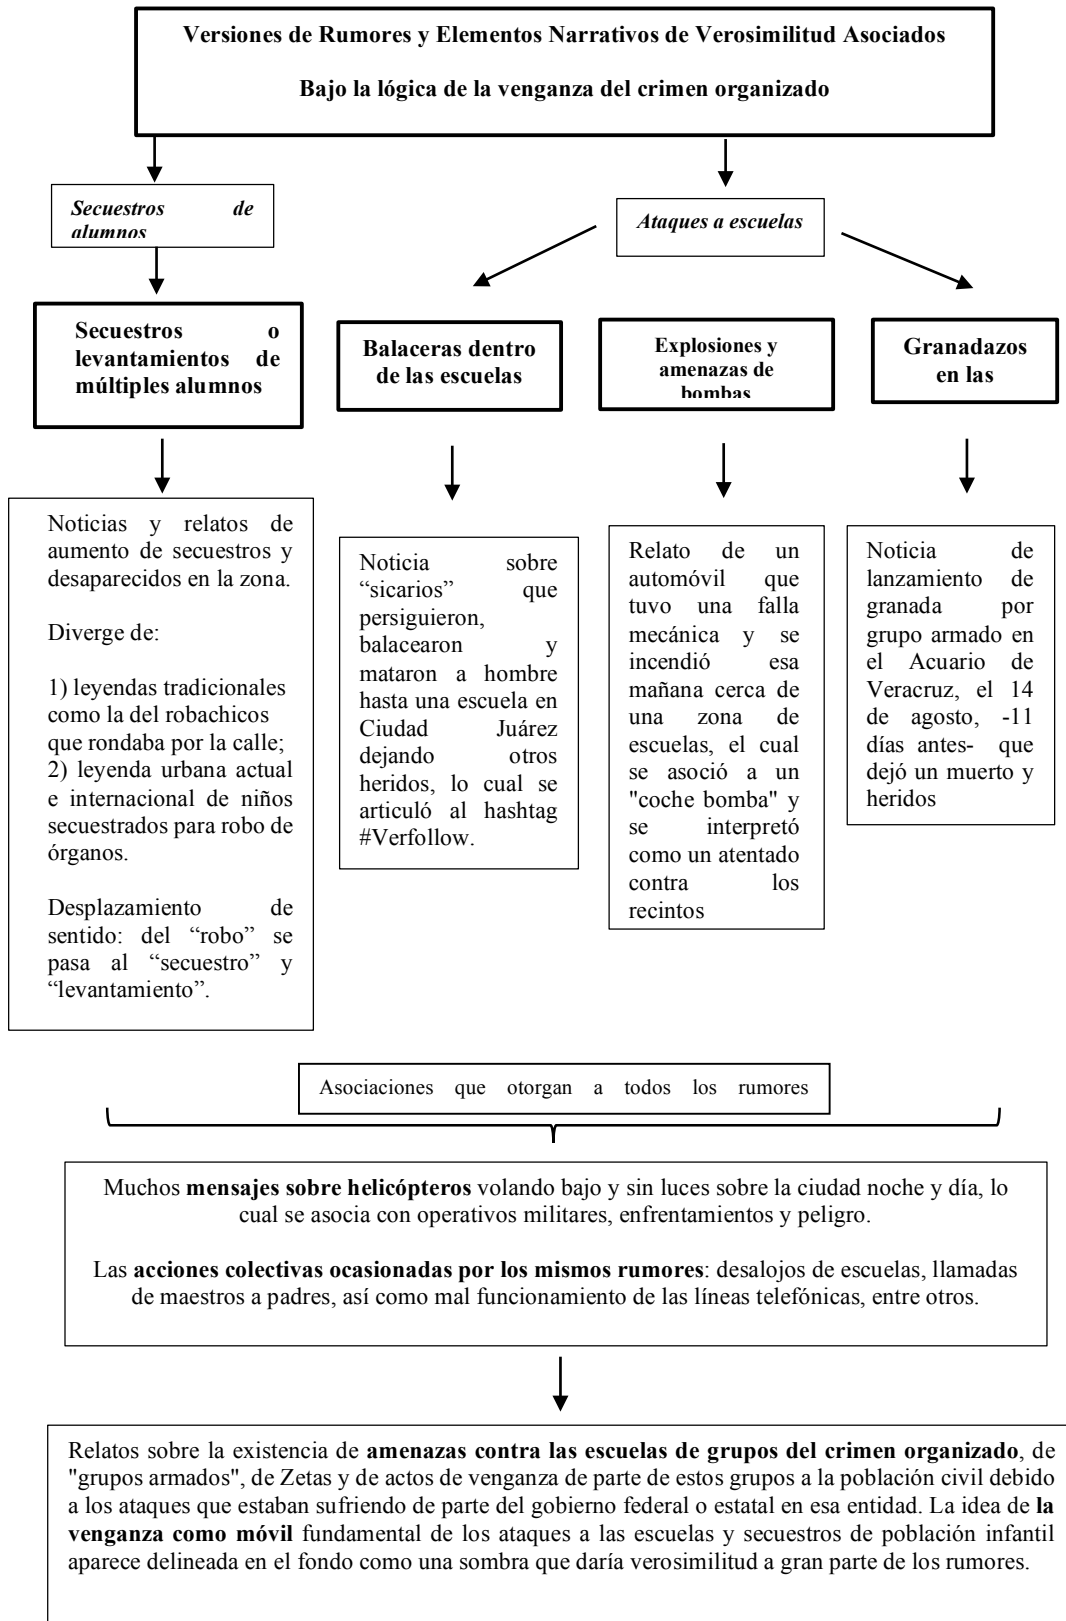 Versiones de Rumores y Elementos Narrativos de Verosimilitud Asociados
Bajo la lógica de la venganza del crimen organizado
Secuestros de
alumnos
Ataques a escuelas
Secuestros o
levantamientos de
múltiples alumnos
Balaceras dentro
de las escuelas
Explosiones y
amenazas de
bombas
Granadazos
en las
Noticias y relatos de
aumento de secuestros y
desaparecidos en la zona.
Diverge de:
1) leyendas tradicionales
como la del robachicos
que rondaba por la calle;
2) leyenda urbana actual
e internacional de niños
secuestrados para robo de
órganos.
Desplazamiento de
sentido: del “robo” se
pasa al “secuestro” y
“levantamiento”.
Noticia sobre
“sicarios” que
persiguieron,
balacearon y
mataron a hombre
hasta una escuela en
Ciudad Juárez
dejando otros
heridos, lo cual se
articuló al hashtag
#Verfollow.
Relato de un
automóvil que
tuvo una falla
mecánica y se
incendió esa
mañana cerca de
una zona de
escuelas, el cual
se asoció a un
"coche bomba" y
se interpretó
como un atentado
contra los
recintos
Noticia de
lanzamiento de
granada por
grupo armado en
el Acuario de
Veracruz, el 14
de agosto, -11
días antes- que
dejó un muerto y
heridos
Asociaciones que otorgan a todos los rumores
Muchos mensajes sobre helicópteros volando bajo y sin luces sobre la ciudad noche y día, lo
cual se asocia con operativos militares, enfrentamientos y peligro.
Las acciones colectivas ocasionadas por los mismos rumores: desalojos de escuelas, llamadas
de maestros a padres, así como mal funcionamiento de las líneas telefónicas, entre otros.
Relatos sobre la existencia de amenazas contra las escuelas de grupos del crimen organizado, de
"grupos armados", de Zetas y de actos de venganza de parte de estos grupos a la población civil debido
a los ataques que estaban sufriendo de parte del gobierno federal o estatal en esa entidad. La idea de la
venganza como móvil fundamental de los ataques a las escuelas y secuestros de población infantil
aparece delineada en el fondo como una sombra que daría verosimilitud a gran parte de los rumores.